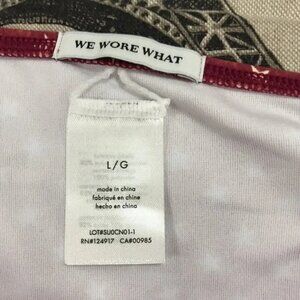 WE WORE WHAT
L/G
made in china
fabriqué en chine
hecho en china
LOT#SU0CN01-1
RN#124917 CA#00985